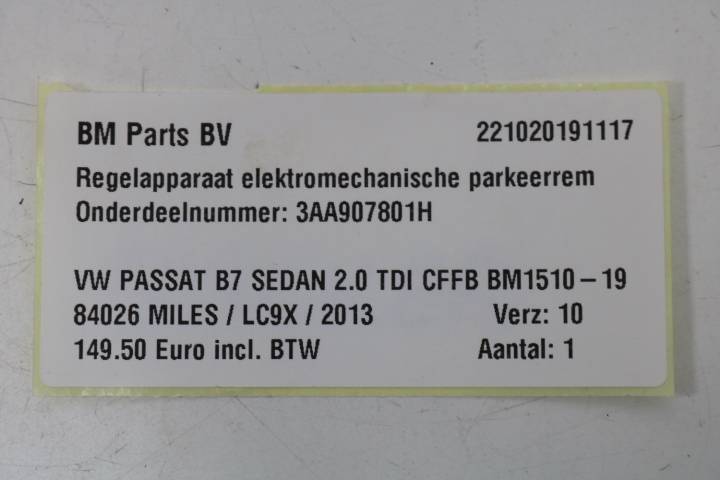 BM Parts BV 221020191117
Regelapparaat elektromechanische parkeerrem
Onderdeelnummer: 3AA907801H
VW PASSAT B7 SEDAN 2.0 TDI CFFB BM1510-19
84026 MILES / LC9X / 2013 Verz: 10
149.50 Euro incl. BTW Aantal: 1